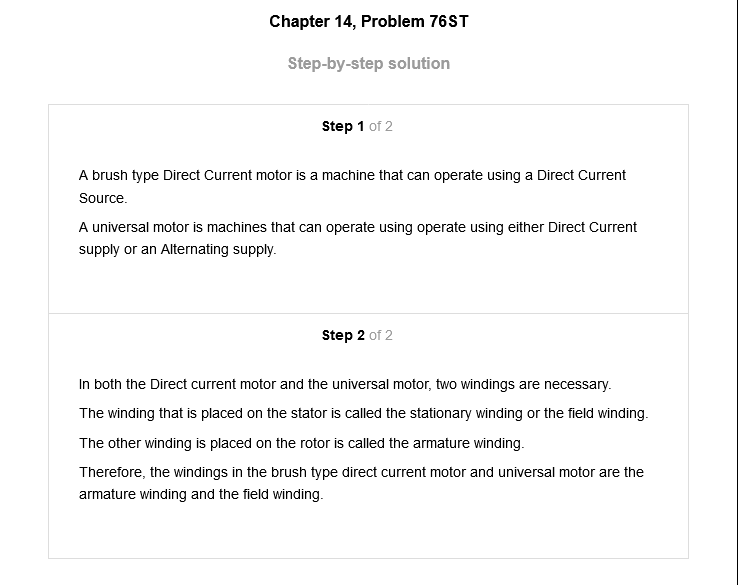 Chapter 14, Problem 76ST
Step-by-step solution
Step 1 of 2
A brush type Direct Current motor is a machine that can operate using a Direct Current
Source.
A universal motor is machines that can operate using operate using either Direct Current
supply or an Alternating supply.
Step 2 of 2
In both the Direct current motor and the universal motor, two windings are necessary.
The winding that is placed on the stator is called the stationary winding or the field winding.
The other winding is placed on the rotor is called the armature winding.
Therefore, the windings in the brush type direct current motor and universal motor are the
armature winding and the field winding.